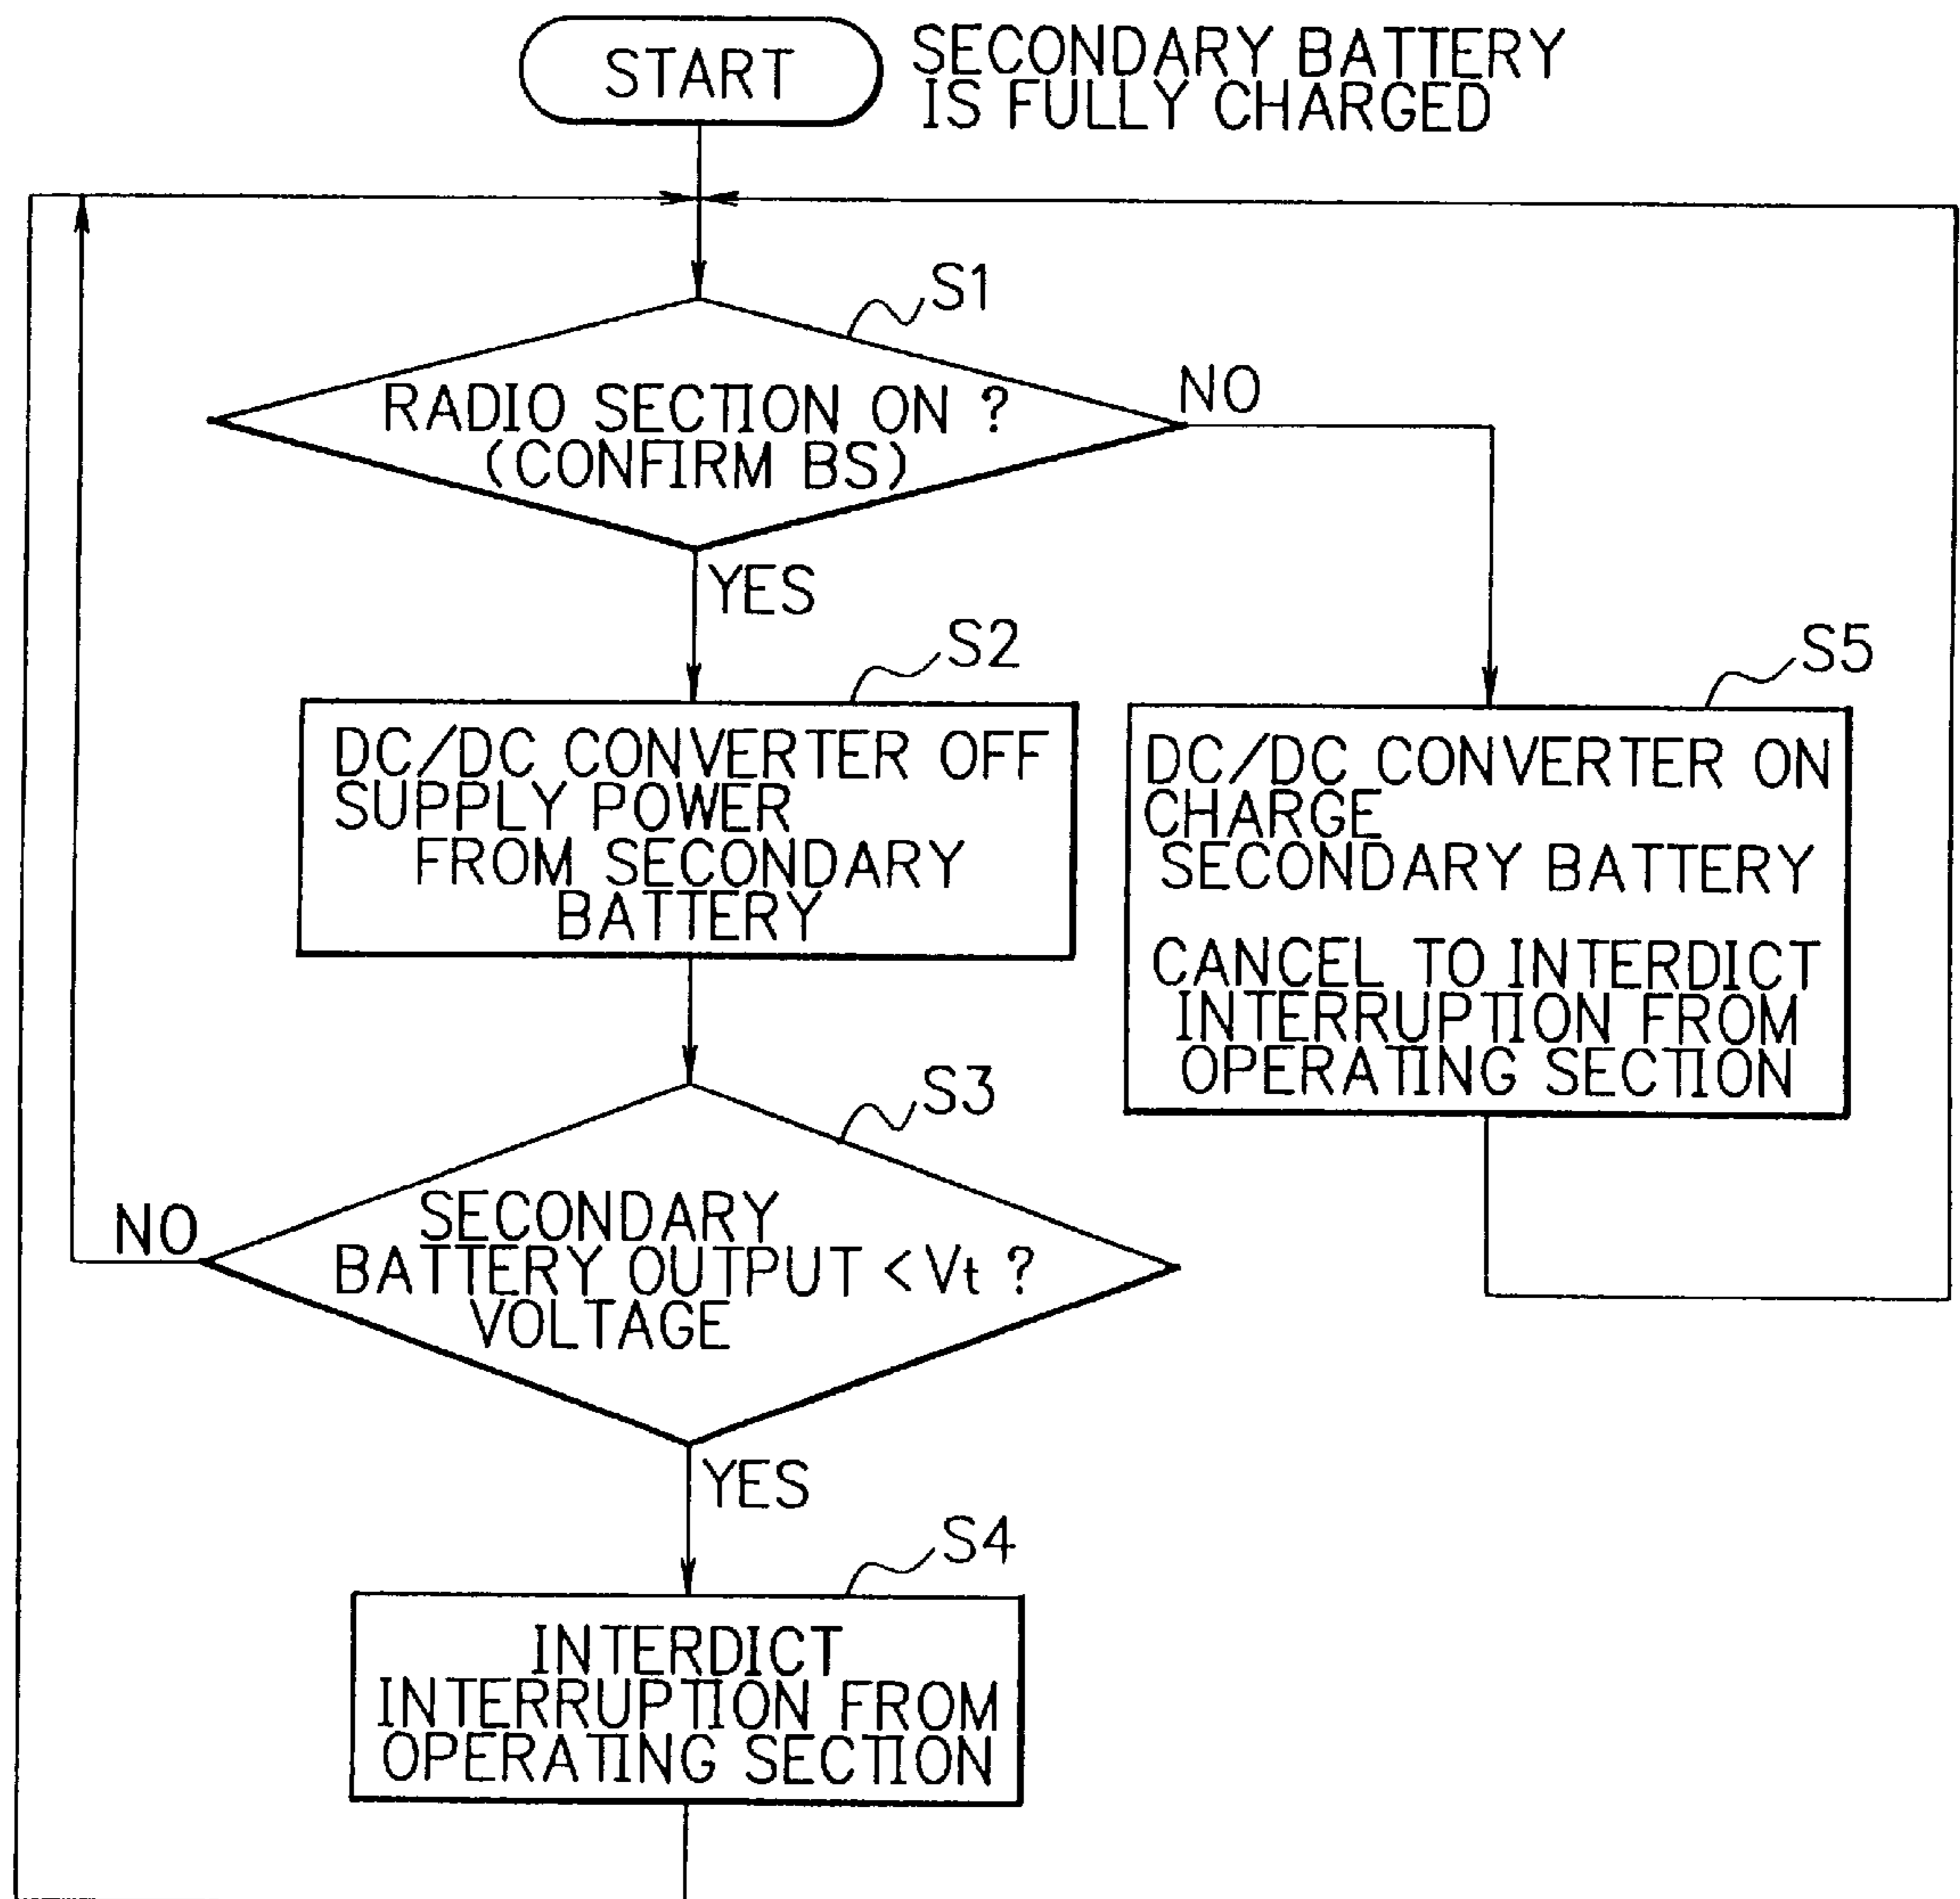 START
SECONDARY BATTERY
IS FULLY CHARGED
S1
RADIO SECTION ON ?
(CONFIRM BS)
NO
YES
S2
DC/DC CONVERTER OFF
SUPPLY POWER
FROM SECONDARY
BATTERY
S5
DC/DC CONVERTER ON
CHARGE
SECONDARY BATTERY
CANCEL TO INTERDICT
INTERRUPTION FROM
OPERATING SECTION
S3
SECONDARY
BATTERY OUTPUT < Vt ?
VOLTAGE
NO
YES
S4
INTERDICT
INTERRUPTION FROM
OPERATING SECTION